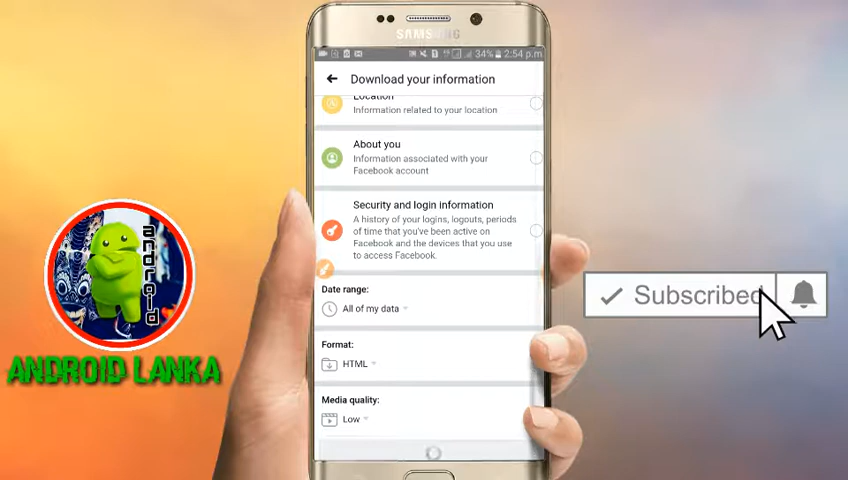 SAMSUNG
34% 2:54 p.m
Download your information
Location
Information related to your location
About you
Information associated with your
Facebook account
Security and login information
A history of your logins, logouts, periods
of time that you've been active on
Facebook and the devices that you use
to access Facebook.
Date range:
All of my data
Format:
HTML
Media quality:
Low
android
ANDROID LANKA
Subscribed